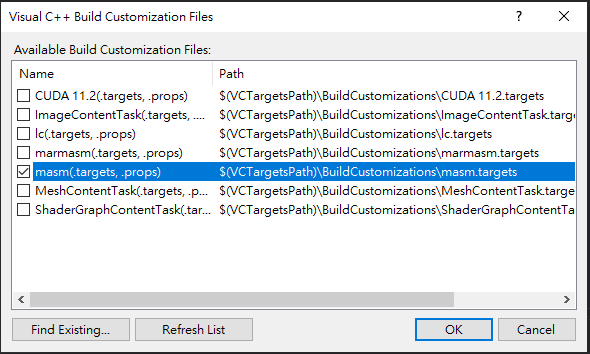 Visual C++ Build Customization Files
Available Build Customization Files:
Name Path
CUDA 11.2(.targets, .props) $(VCTargetsPath)\BuildCustomizations\CUDA 11.2.targets
ImageContentTask(.targets, .... $(VCTargetsPath)\BuildCustomizations\ImageContentTask.targe
lc(.targets, .props) $(VCTargetsPath)\BuildCustomizations\lc.targets
marmasm(.targets, .props) $(VCTargetsPath)\BuildCustomizations\marmasm.targets
masm(.targets, .props) $(VCTargetsPath)\BuildCustomizations\masm.targets
MeshContentTask(.targets, .p... $(VCTargetsPath)\BuildCustomizations\MeshContentTask.targe
ShaderGraphContentTask(.tar... $(VCTargetsPath)\BuildCustomizations\ShaderGraphContentTa
Find Existing... Refresh List OK Cancel